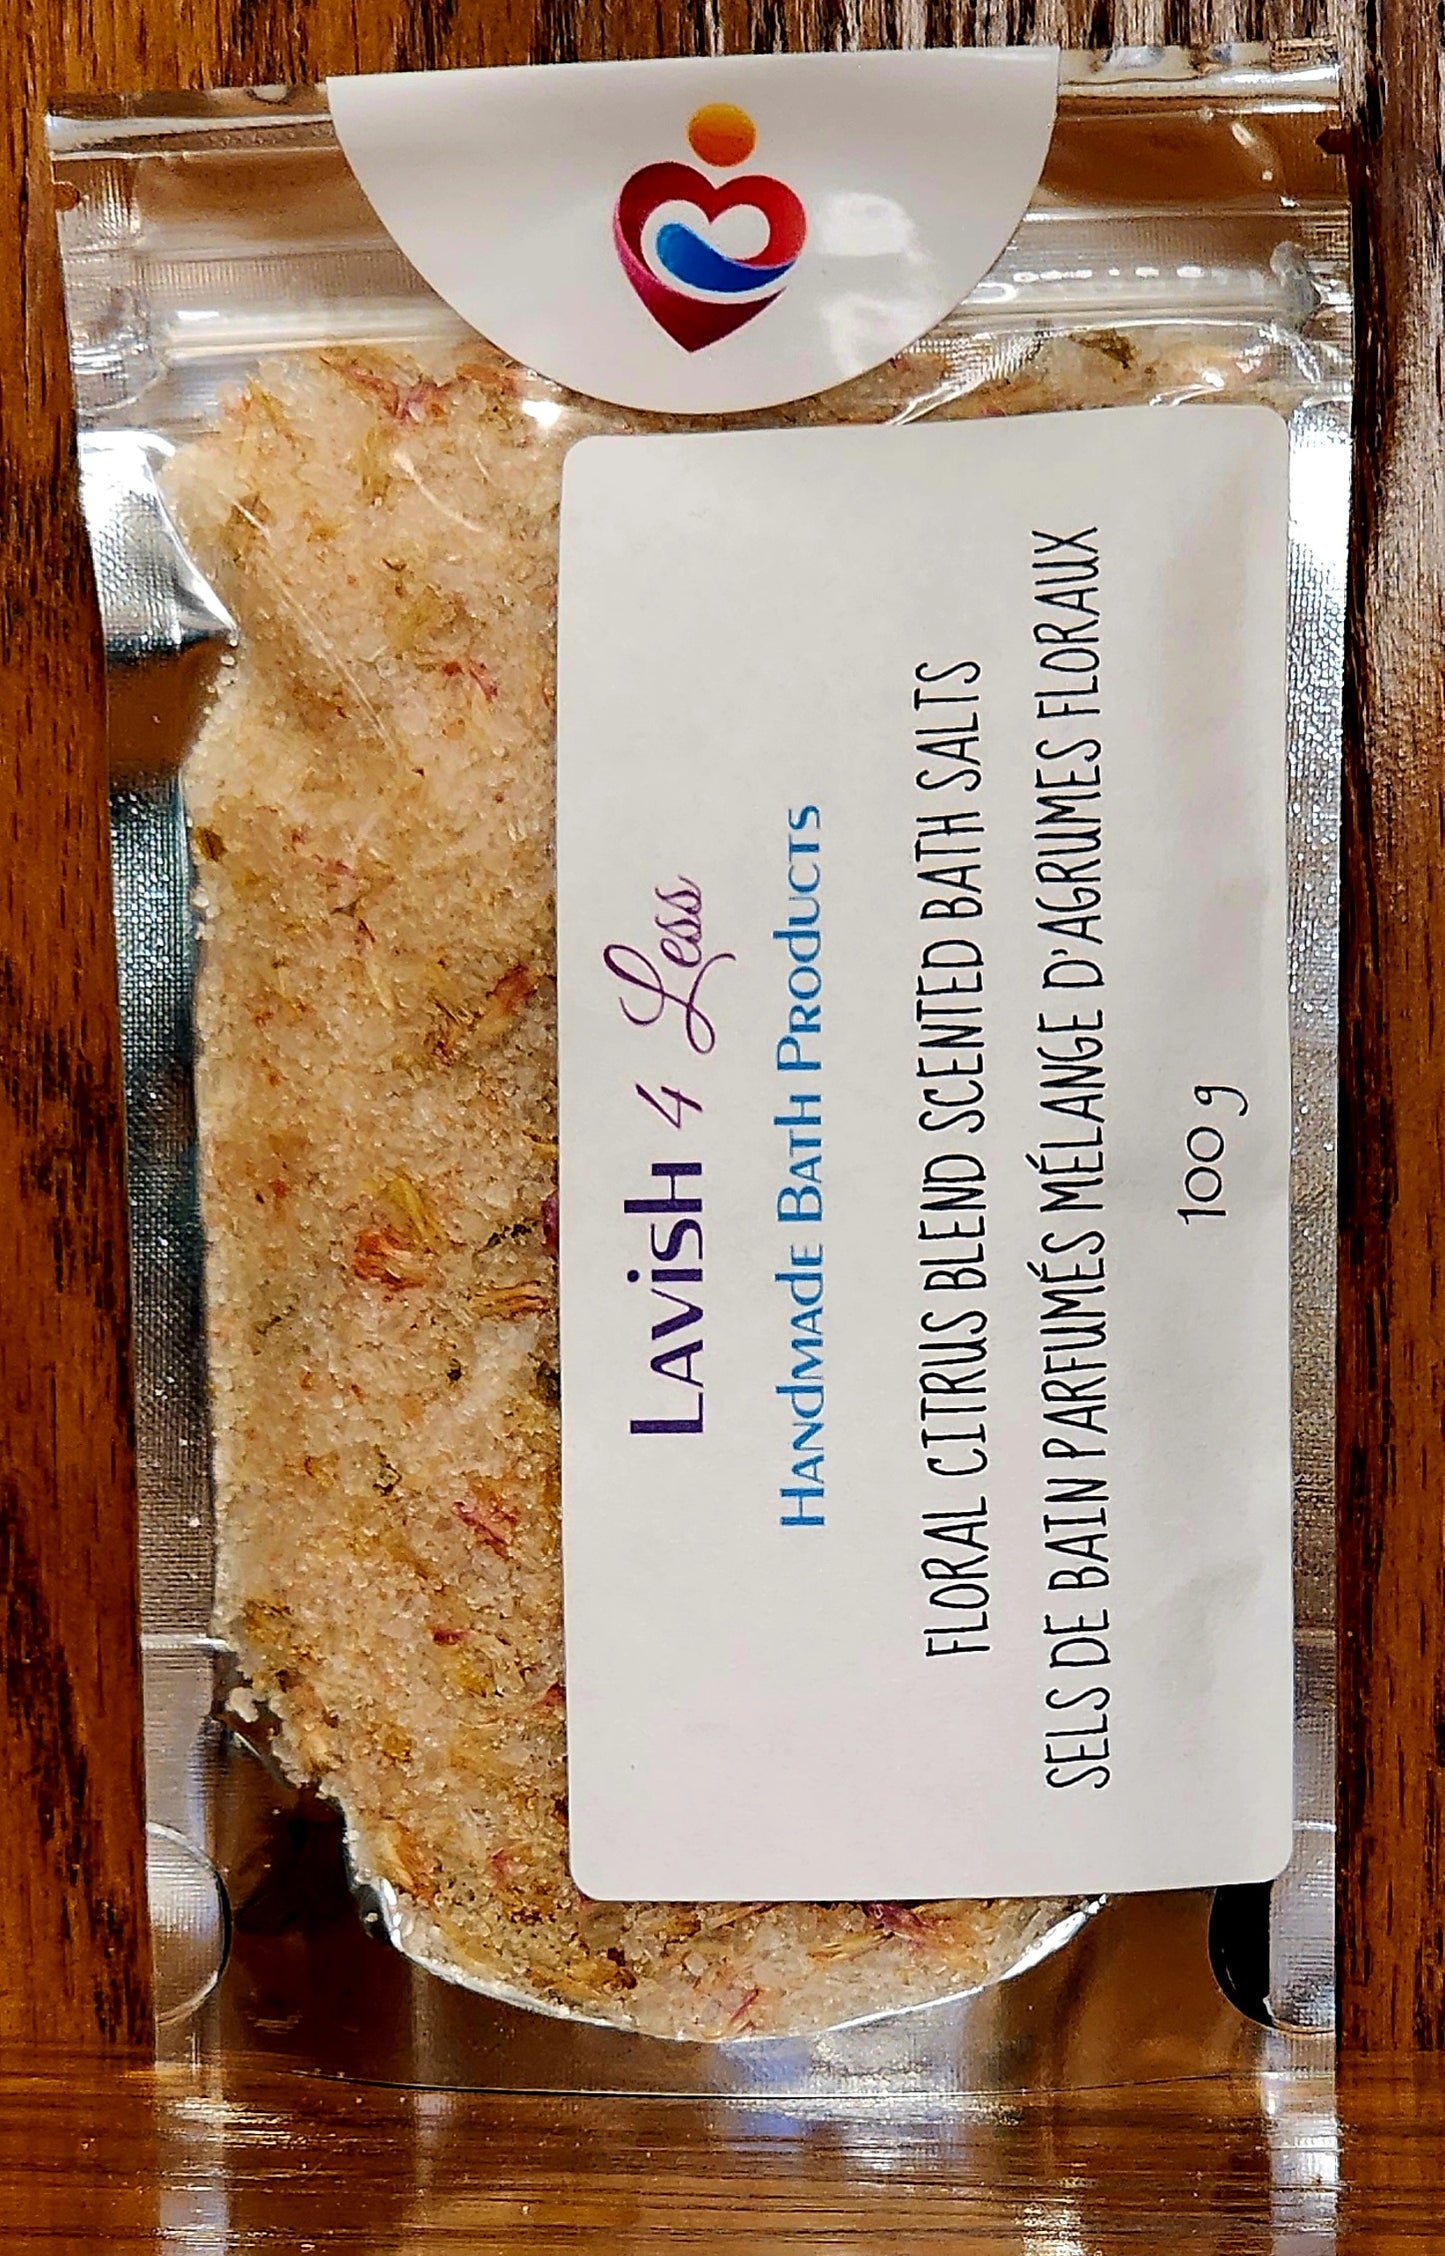 Lavish 4 Less
Handmade Bath Products
FLORAL CITRUS BLEND SCENTED BATH SALTS
SELS DE BAIN PARFUMÉS MÉLANGE D'AGRUMES FLORAUX
100 g